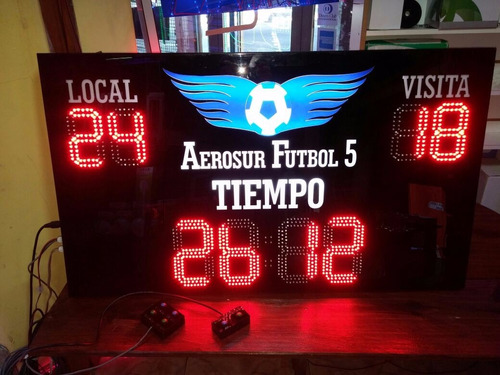 LOCAL
VISITA
24
18
AEROSUR FUTBOL 5
TIEMPO
26:12